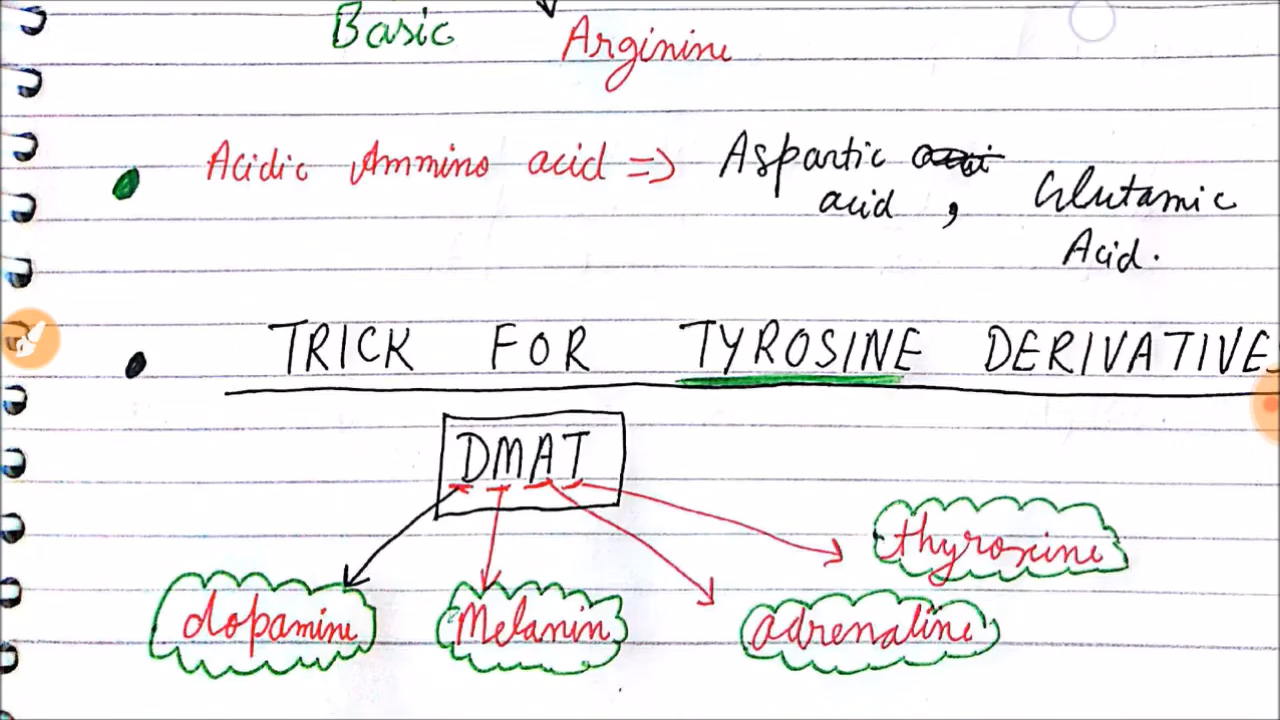 Basic Arginine
Acidic Ammino acid => Aspartic
acid , Glutamic
Acid.
TRICK FOR TYROSINE DERIVATIVES
DMAT
thyroxine
dopamine Melanin adrenaline